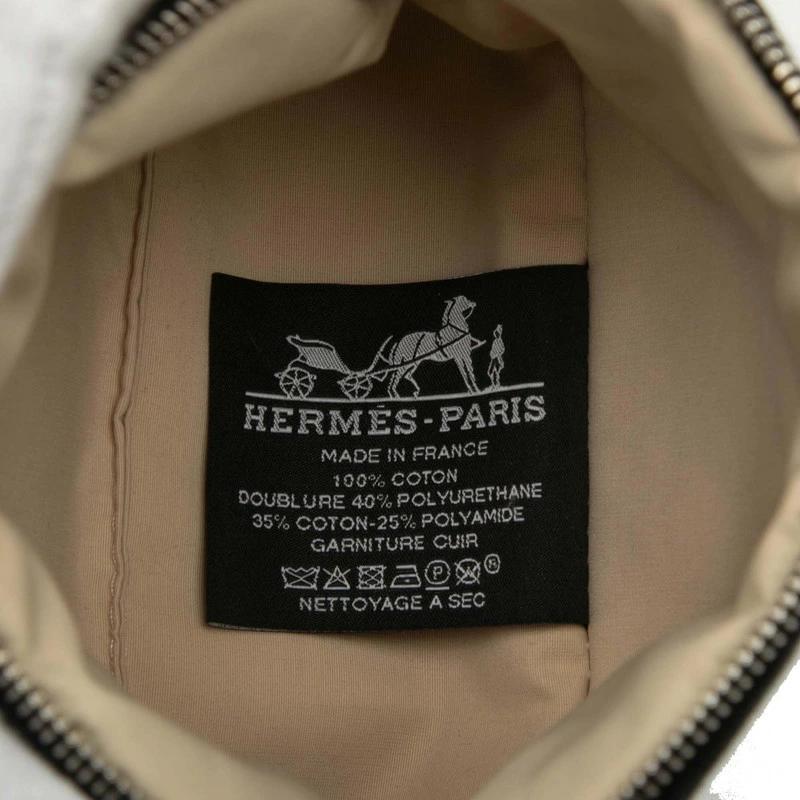 HERMÈS-PARIS
MADE IN FRANCE
100% COTON
DOUBLURE 40% POLYURETHANE
35% COTON-25% POLYAMIDE
GARNITURE CUIR
P ®
NETTOYAGE A SEC